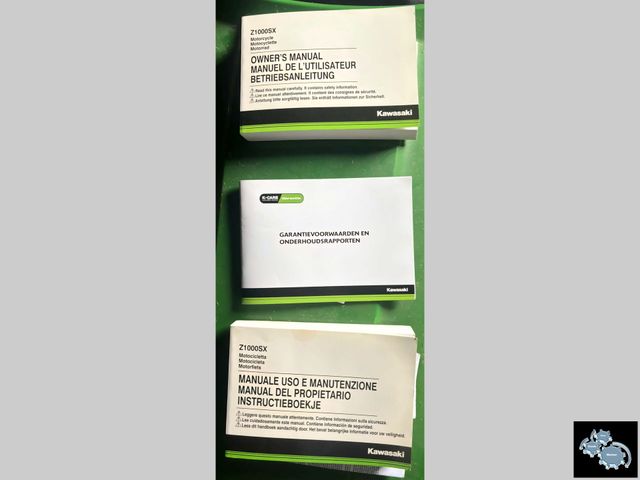 Z1000SX
Motorcycle
Motocyclette
Motorrad
OWNER'S MANUAL
MANUEL DE L'UTILISATEUR
BETRIEBSANLEITUNG
Read this manual carefully. It contains safety information.
Lire ce manuel attentivement. Il contient des consignes de sécurité.
Anleitung bitte sorgfältig lesen. Sie enthält Informationen zur Sicherheit.
Kawasaki
K-CARE
GARANTIEVOORWAARDEN EN
ONDERHOUDSRAPPORTEN
Kawasaki
Z1000SX
Motocicletta
Motocicleta
Motorfiets
MANUALE USO E MANUTENZIONE
MANUAL DEL PROPIETARIO
INSTRUCTIEBOEKJE
Leggere questo manuale attentamente. Contiene informazioni sulla sicurezza.
Lee cuidadosamente este manual. Contiene información de seguridad.
Lees dit handboek aandachtig door. Het bevat belangrijke informatie voor uw veiligheid.
Kawasaki